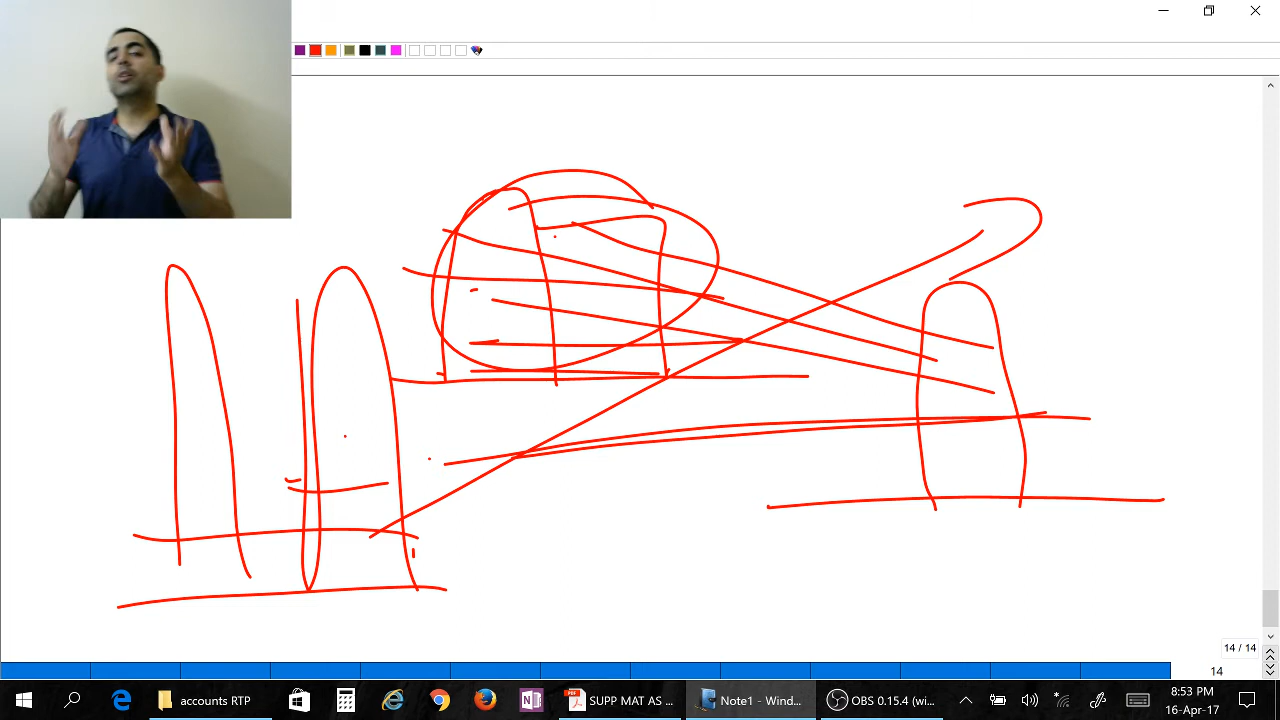 14 / 14
14
accounts RTP
PDF
SUPP MAT AS ...
Note1 - Wind...
OBS 0.15.4 (wi...
8:53 PM
16-Apr-17